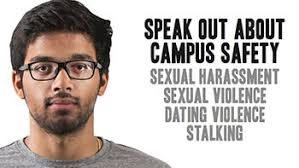 SPEAK OUT ABOUT
CAMPUS SAFETY
SEXUAL HARASSMENT
SEXUAL VIOLENCE
DATING VIOLENCE
STALKING